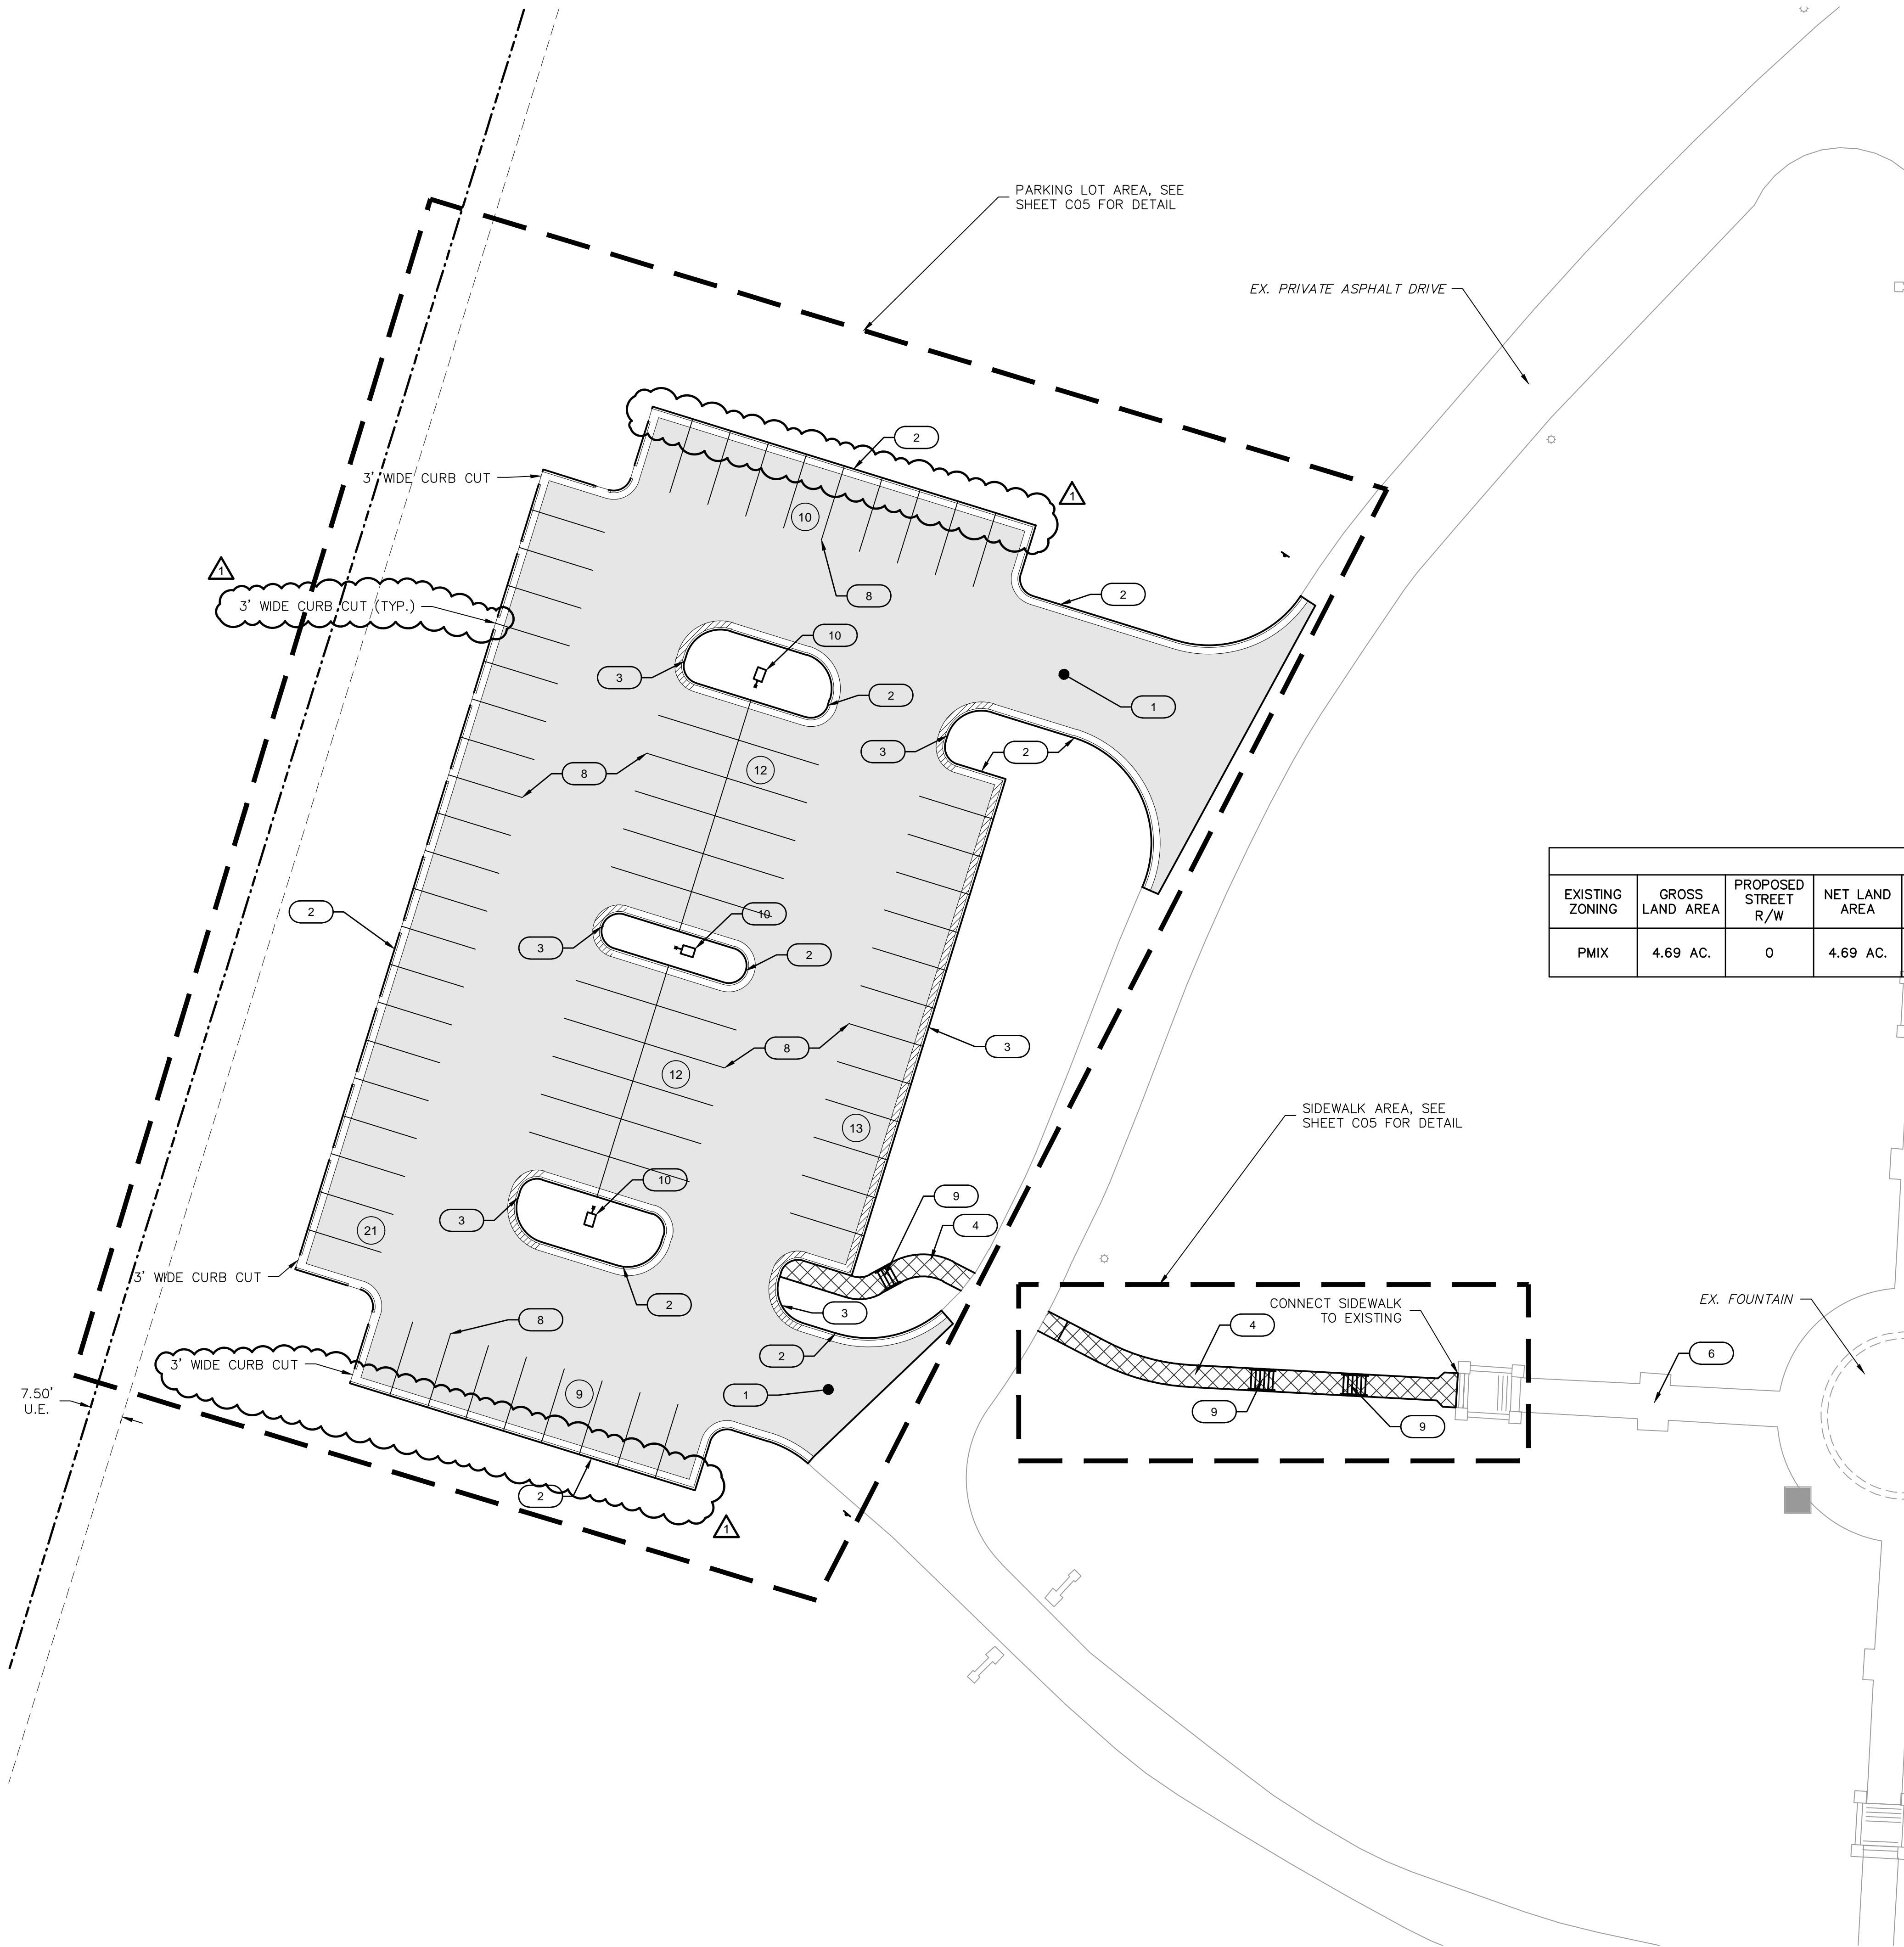 PARKING LOT AREA, SEE
SHEET C05 FOR DETAIL
EX. PRIVATE ASPHALT DRIVE
2
1
3' WIDE CURB CUT
10
1
8
2
3' WIDE CURB CUT (TYP.)
10
3
2
1
3
2
12
8
EXISTING
ZONING
GROSS
LAND AREA
PROPOSED
STREET
R/W
NET LAND
AREA
PMIX
4.69 AC.
0
4.69 AC.
2
10
3
2
8
3
12
13
SIDEWALK AREA, SEE
SHEET C05 FOR DETAIL
10
9
3
4
21
3' WIDE CURB CUT
2
3
8
CONNECT SIDEWALK
TO EXISTING
4
EX. FOUNTAIN
6
2
3' WIDE CURB CUT
9
1
7.50'
U.E.
9
9
2
1